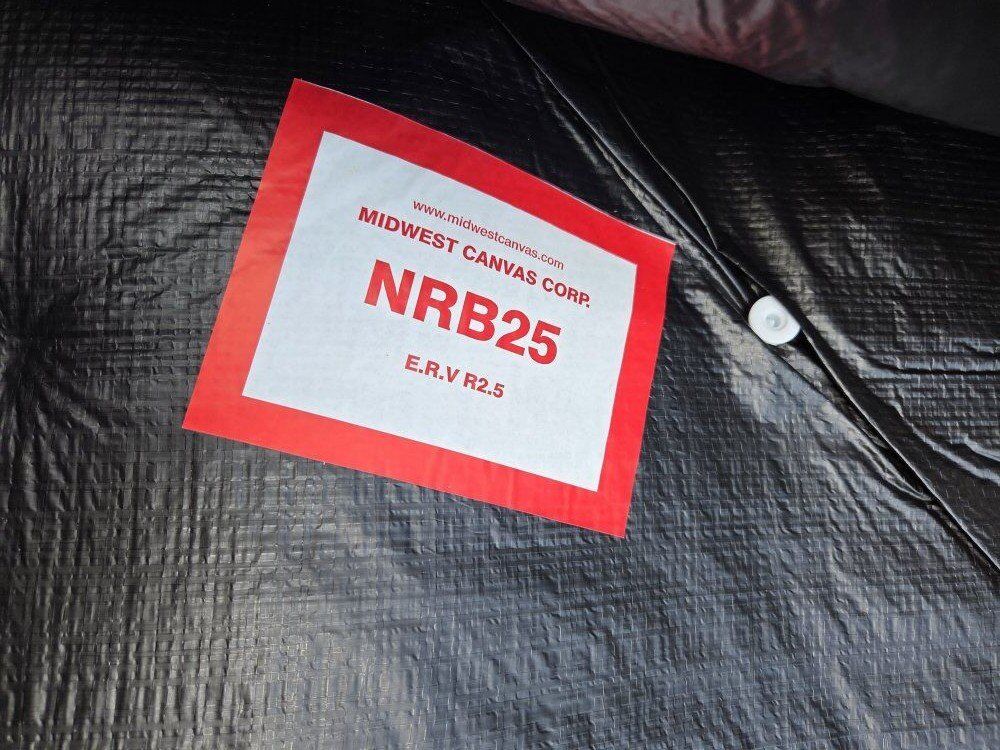 www.midwestcanvas.com
MIDWEST CANVAS CORP.
NRB25
E.R.V R2.5